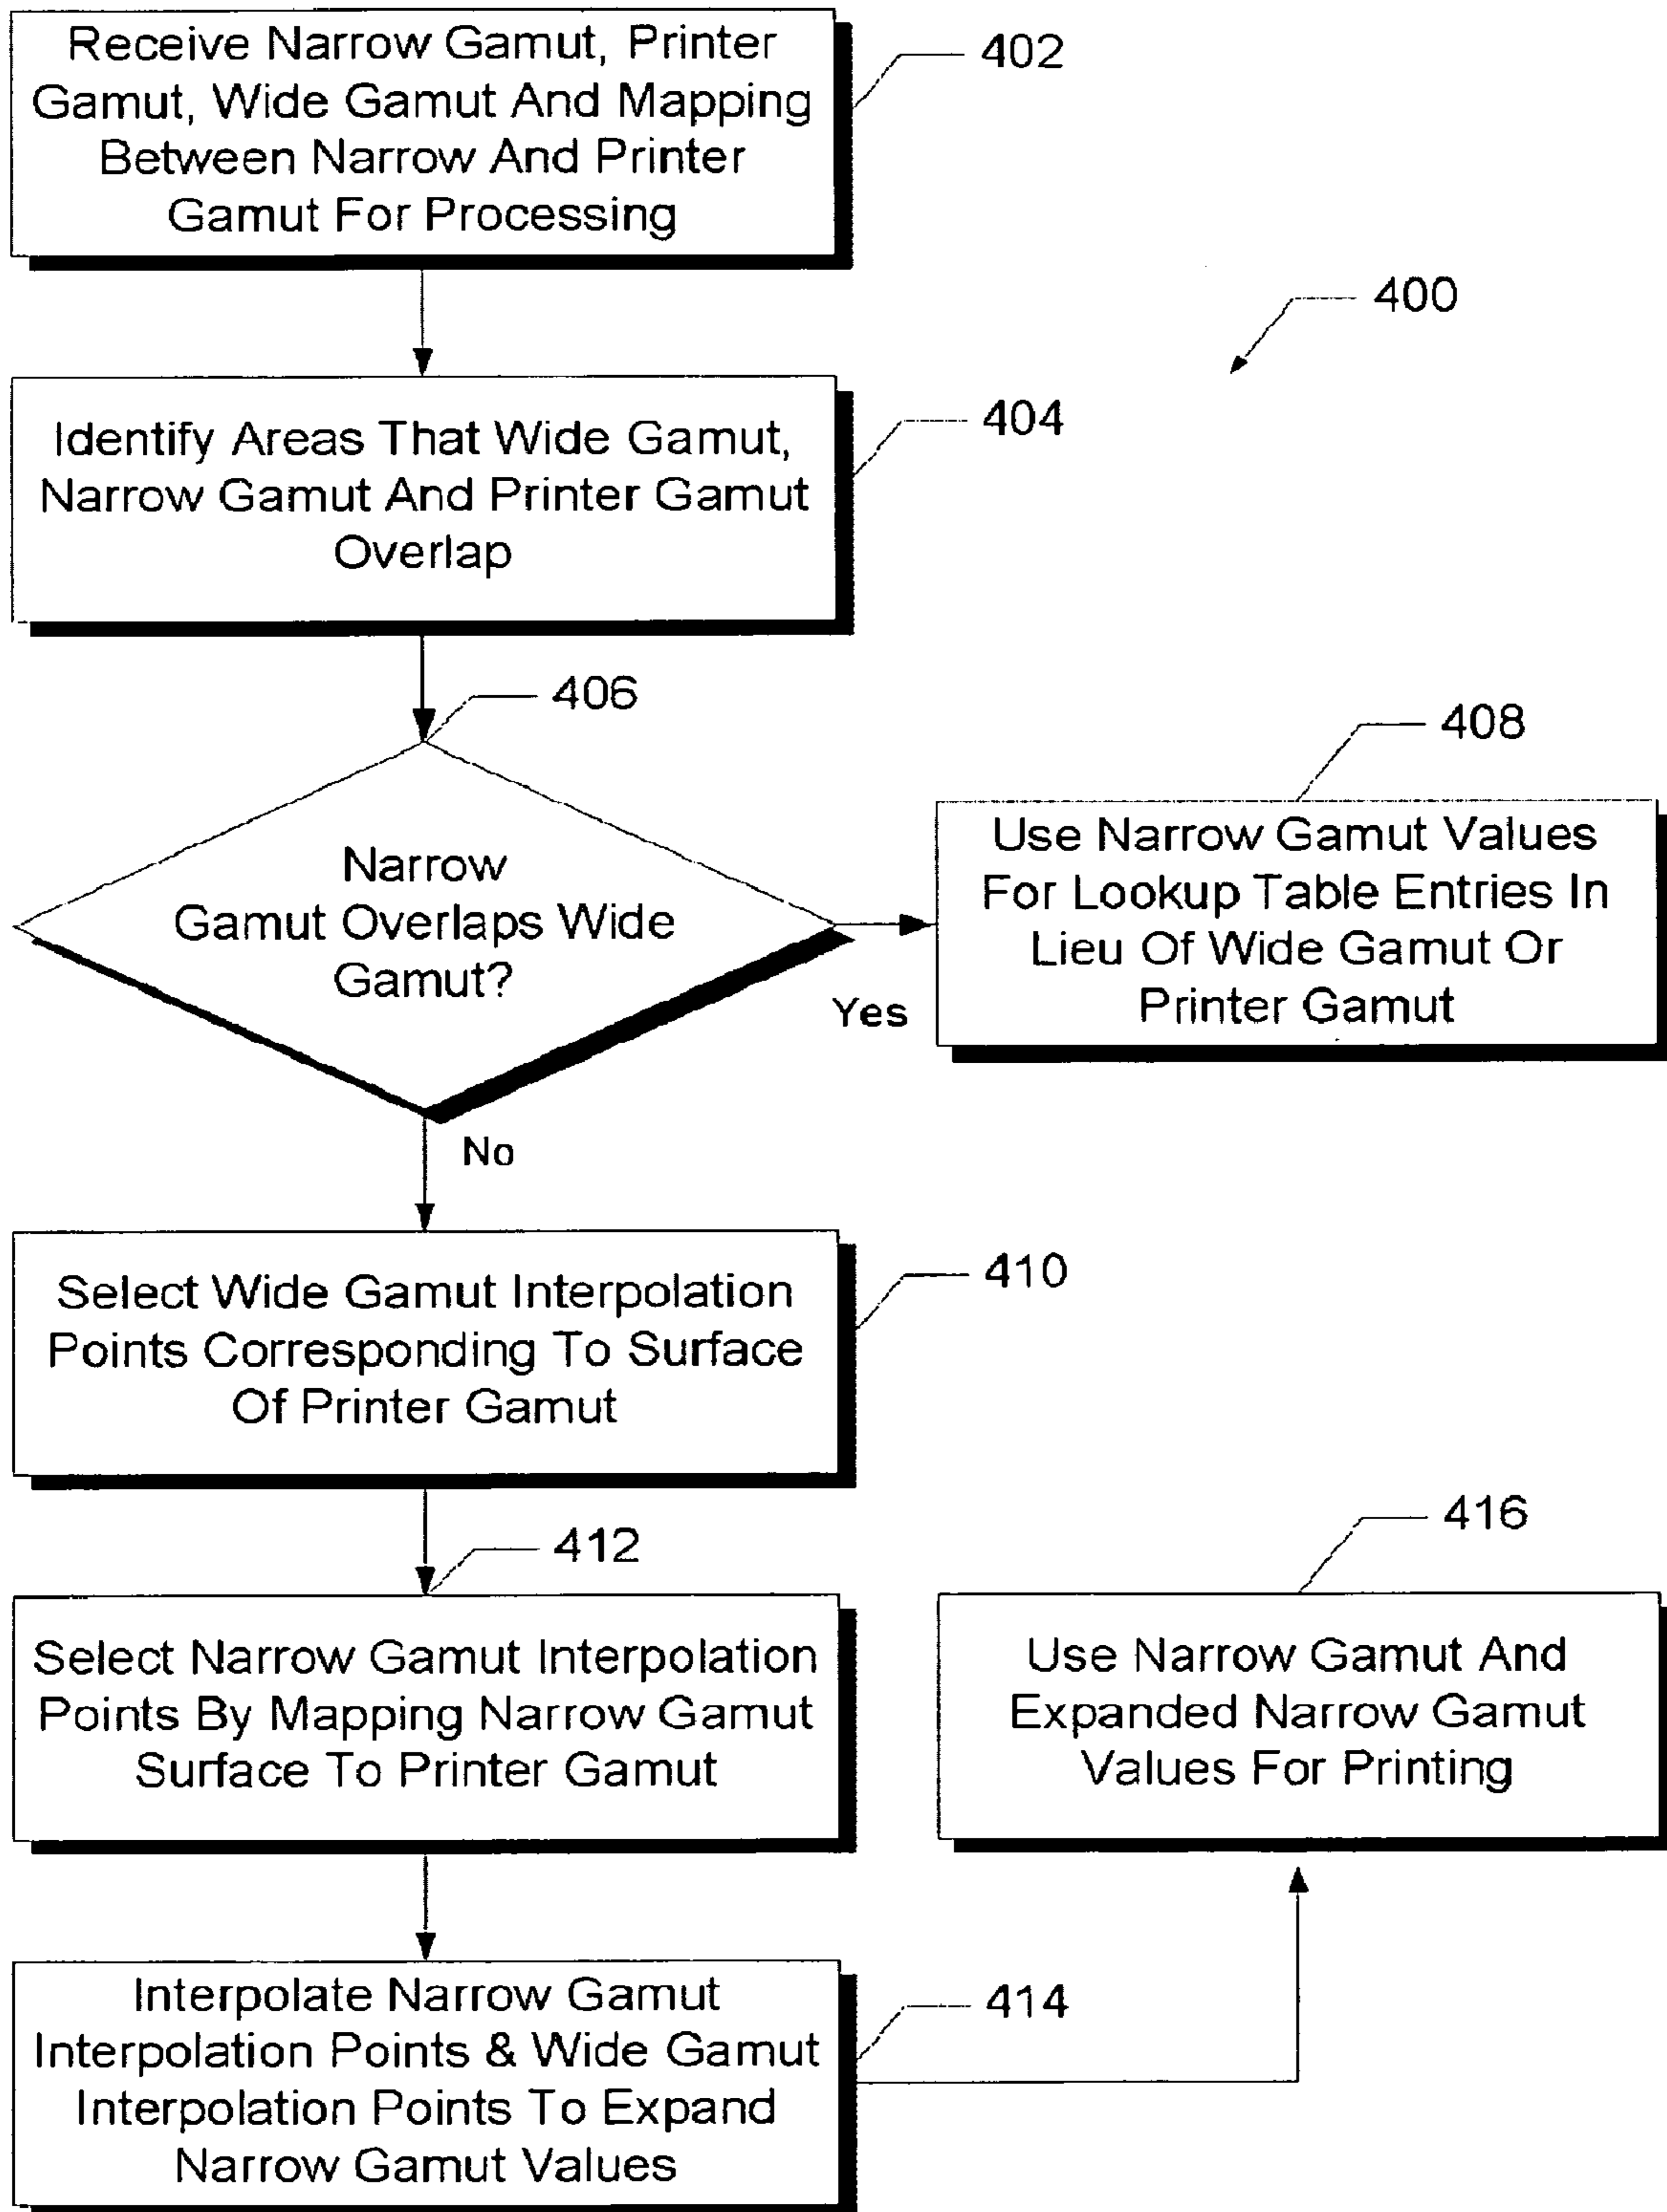 Receive Narrow Gamut, Printer
Gamut, Wide Gamut And Mapping
Between Narrow And Printer
Gamut For Processing
402
400
Identify Areas That Wide Gamut,
Narrow Gamut And Printer Gamut
Overlap
404
406
Narrow
Gamut Overlaps Wide
Gamut?
Yes
408
Use Narrow Gamut Values
For Lookup Table Entries In
Lieu Of Wide Gamut Or
Printer Gamut
No
Select Wide Gamut Interpolation
Points Corresponding To Surface
Of Printer Gamut
410
412
Select Narrow Gamut Interpolation
Points By Mapping Narrow Gamut
Surface To Printer Gamut
416
Use Narrow Gamut And
Expanded Narrow Gamut
Values For Printing
Interpolate Narrow Gamut
Interpolation Points & Wide Gamut
Interpolation Points To Expand
Narrow Gamut Values
414